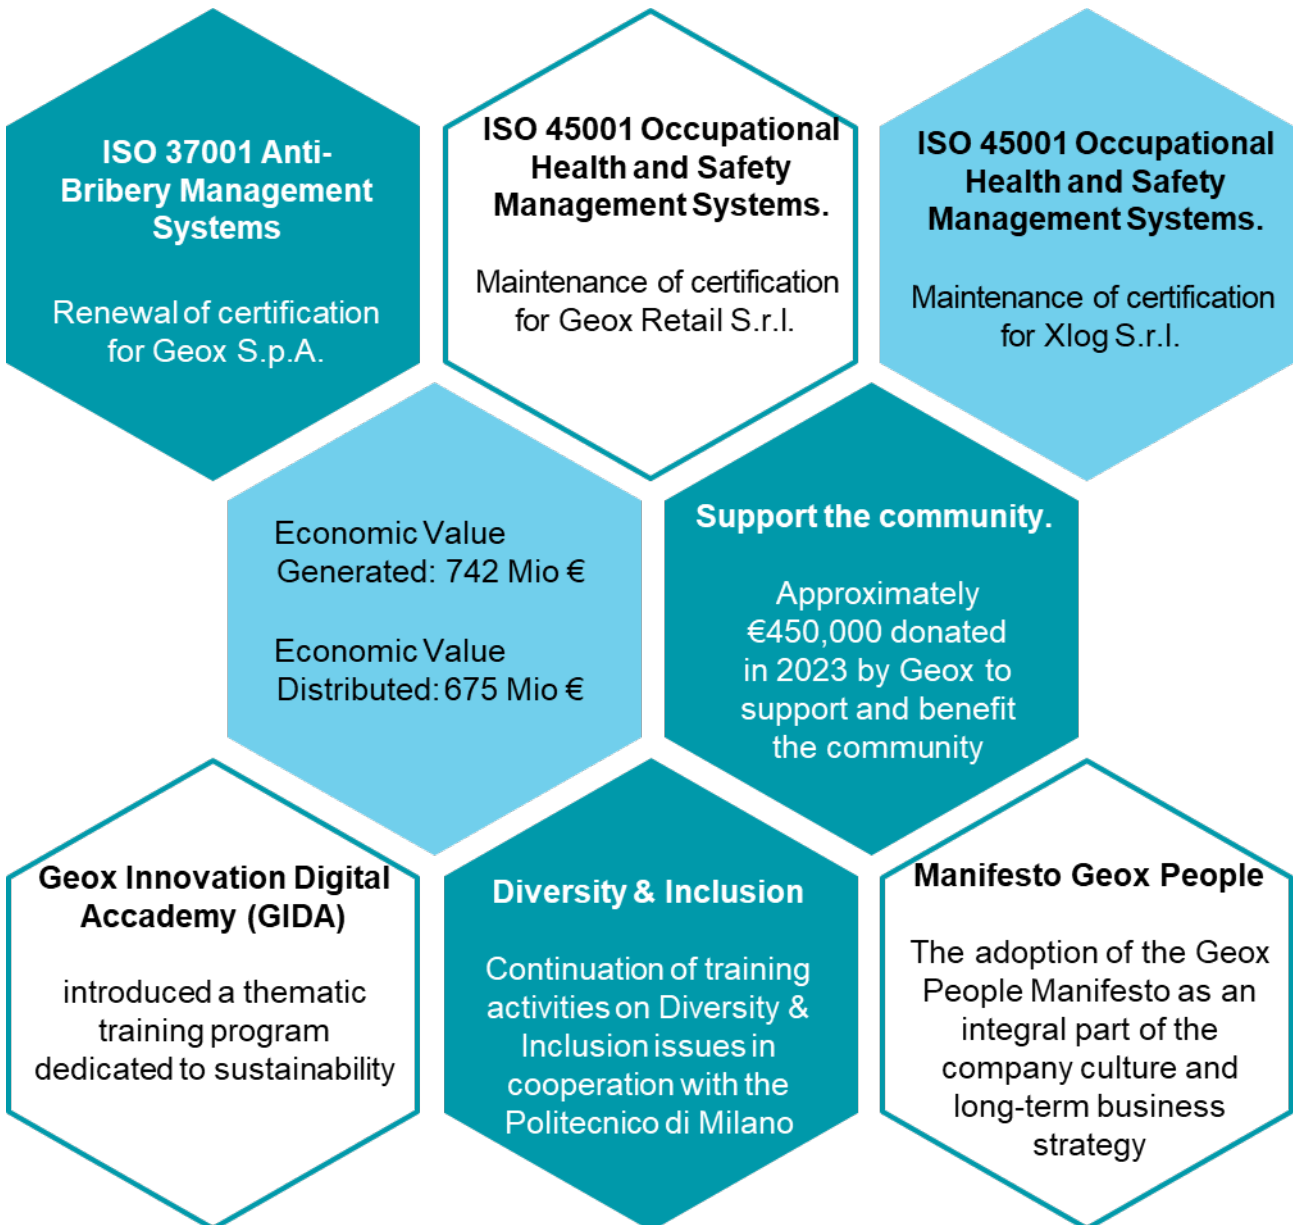 ISO 37001 Anti-
Bribery Management
Systems
Renewal of certification
for Geox S.p.A.
ISO 45001 Occupational
Health and Safety
Management Systems.
Maintenance of certification
for Geox Retail S.r.l.
ISO 45001 Occupational
Health and Safety
Management Systems.
Maintenance of certification
for Xlog S.r.l.
Economic Value
Generated: 742 Mio €
Economic Value
Distributed: 675 Mio €
Support the community.
Approximately
€450,000 donated
in 2023 by Geox to
support and benefit
the community
Geox Innovation Digital
Accademy (GIDA)
introduced a thematic
training program
dedicated to sustainability
Diversity & Inclusion
Continuation of training
activities on Diversity &
Inclusion issues in
cooperation with the
Politecnico di Milano
Manifesto Geox People
The adoption of the Geox
People Manifesto as an
integral part of the
company culture and
long-term business
strategy